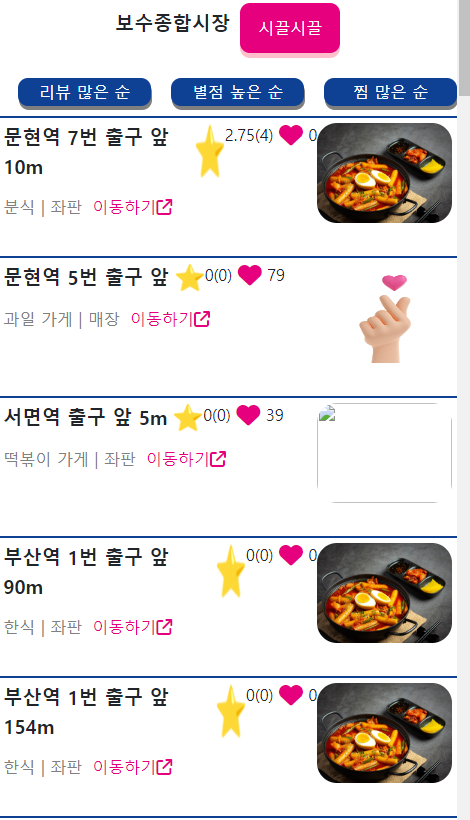 보수종합시장 시끌시끌
리뷰 많은 순 별점 높은 순 찜 많은 순
문현역 7번 출구 앞 2.75(4) 0
10m
분식 | 좌판 이동하기
문현역 5번 출구 앞 0(0) 79
과일 가게 | 매장 이동하기
서면역 출구 앞 5m 0(0) 39
떡볶이 가게 | 좌판 이동하기
부산역 1번 출구 앞 0(0) 0
90m
한식 | 좌판 이동하기
부산역 1번 출구 앞 0(0) 0
154m
한식 | 좌판 이동하기